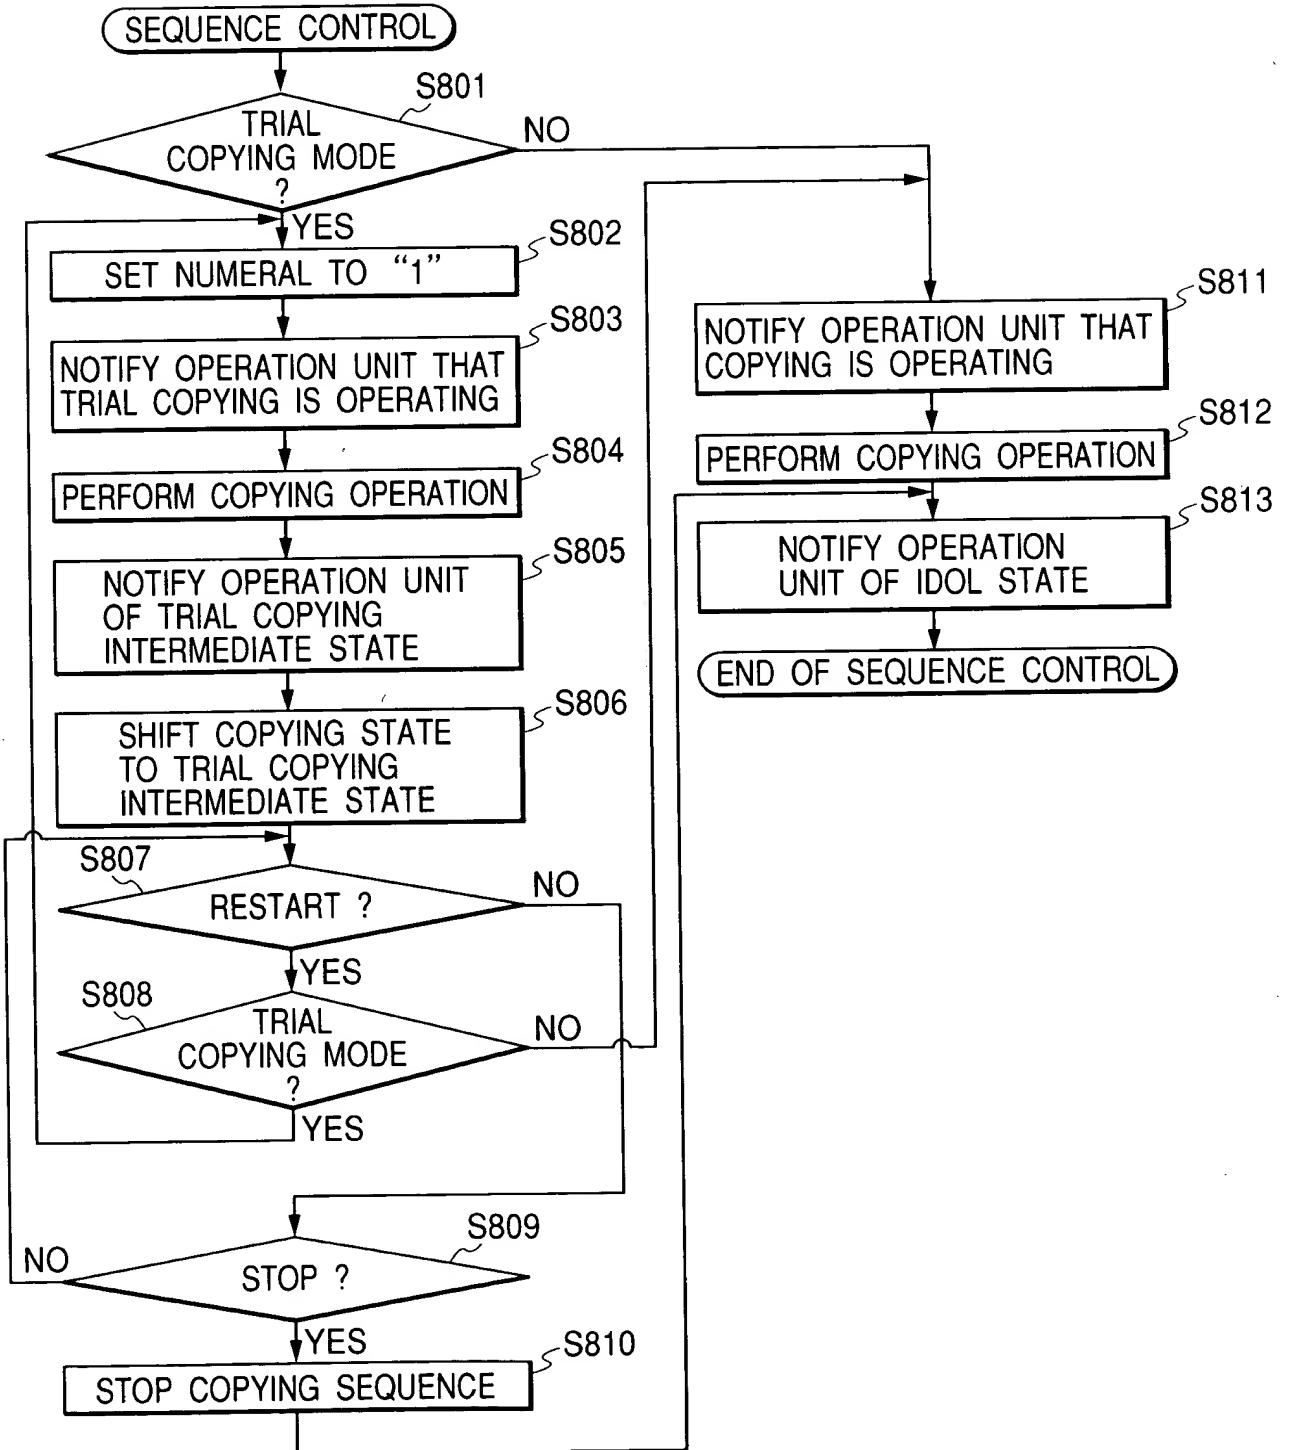 SEQUENCE CONTROL
S801
TRIAL
COPYING MODE
?
NO
YES
S802
SET NUMERAL TO “1”
S803
NOTIFY OPERATION UNIT THAT
TRIAL COPYING IS OPERATING
S804
PERFORM COPYING OPERATION
S805
NOTIFY OPERATION UNIT
OF TRIAL COPYING
INTERMEDIATE STATE
S806
SHIFT COPYING STATE
TO TRIAL COPYING
INTERMEDIATE STATE
S807
RESTART ?
NO
YES
S808
TRIAL
COPYING MODE
?
NO
YES
S809
STOP ?
NO
YES
S810
STOP COPYING SEQUENCE
S811
NOTIFY OPERATION UNIT THAT
COPYING IS OPERATING
S812
PERFORM COPYING OPERATION
S813
NOTIFY OPERATION
UNIT OF IDOL STATE
END OF SEQUENCE CONTROL